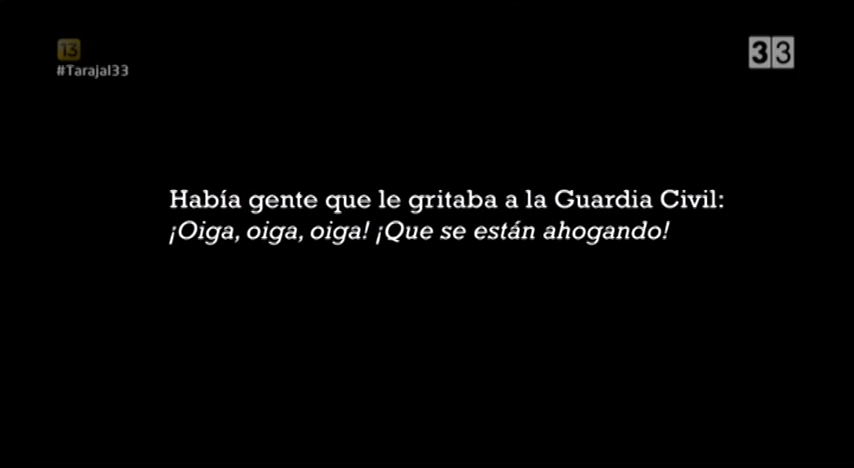 13
#Tarajal33
33
Había gente que le gritaba a la Guardia Civil:
¡Oiga, oiga, oiga! ¡Que se están ahogando!